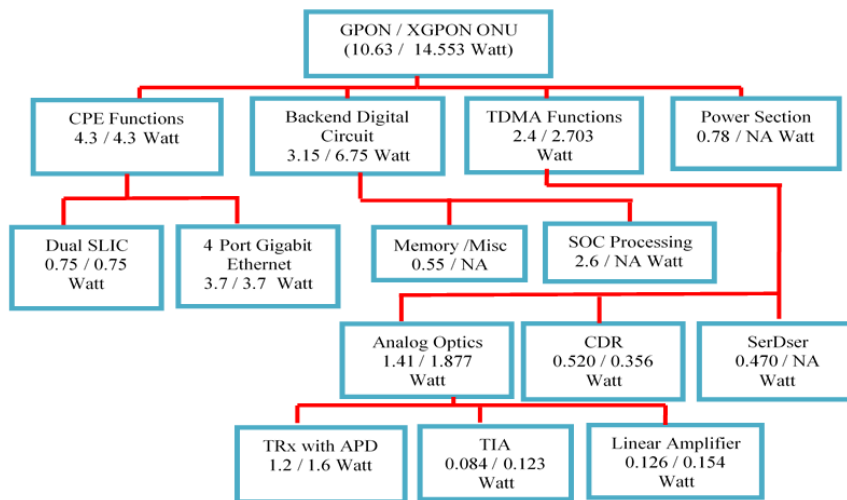 GPON / XGPON ONU
(10.63 / 14.553 Watt)
CPE Functions
4.3 / 4.3 Watt
Backend Digital
Circuit
3.15 / 6.75 Watt
TDMA Functions
2.4 / 2.703
Watt
Power Section
0.78 / NA Watt
Dual SLIC
0.75 / 0.75
Watt
4 Port Gigabit
Ethernet
3.7 / 3.7 Watt
Memory /Misc
0.55 / NA
SOC Processing
2.6 / NA Watt
Analog Optics
1.41 / 1.877
Watt
CDR
0.520 / 0.356
Watt
SerDser
0.470 / NA
Watt
TRx with APD
1.2 / 1.6 Watt
TIA
0.084 / 0.123
Watt
Linear Amplifier
0.126 / 0.154
Watt